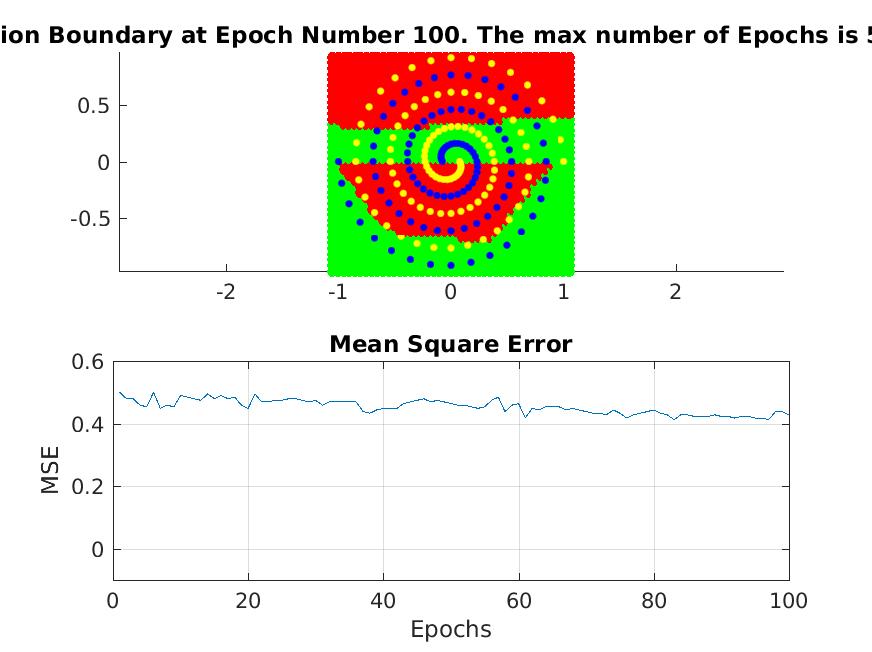 ion Boundary at Epoch Number 100. The max number of Epochs is 5
0.5
0
-0.5
-2 -1 0 1 2
Mean Square Error
0.6
0.4
0.2
0
MSE
0 20 40 60 80 100
Epochs